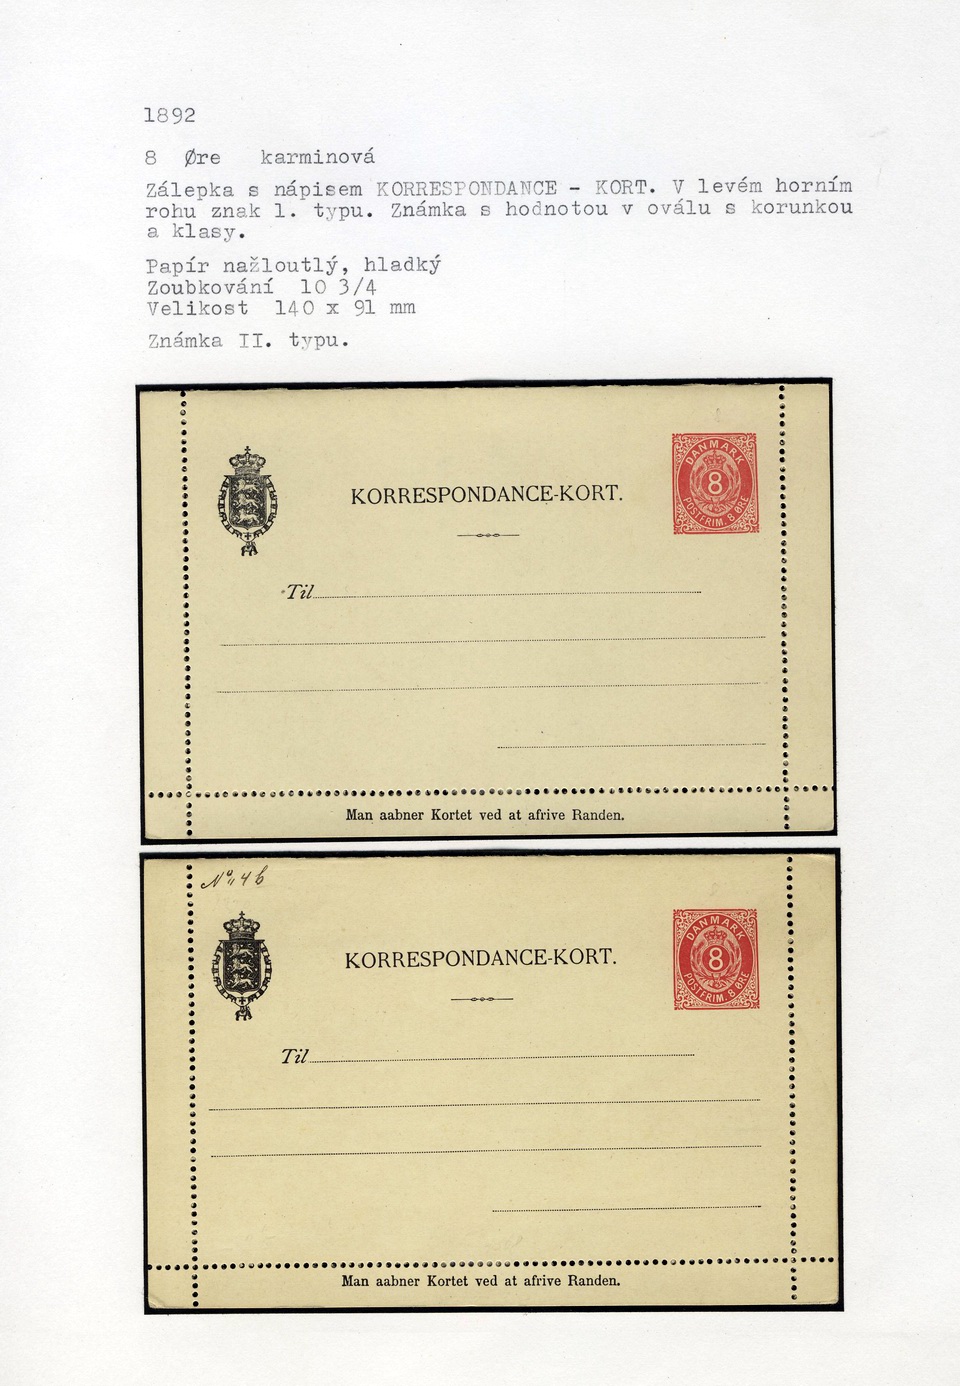 1892
8 Øre karminová
Zálepka s nápisem KORRESPONDANCE - KORT. V levém horním
rohu znak 1. typu. Známka s hodnotou v oválu s korunkou
a klasy.
Papír nažloutlý, hladký
Zoubkování 10 3/4
Velikost 140 x 91 mm
Známka II. typu.
DANMARK
8
POSTFRIM. 8 ØRE
KORRESPONDANCE-KORT.
Til
Man aabner Kortet ved at afrive Randen.
No. 4 b
DANMARK
8
POSTFRIM. 8 ØRE
KORRESPONDANCE-KORT.
Til
Man aabner Kortet ved at afrive Randen.